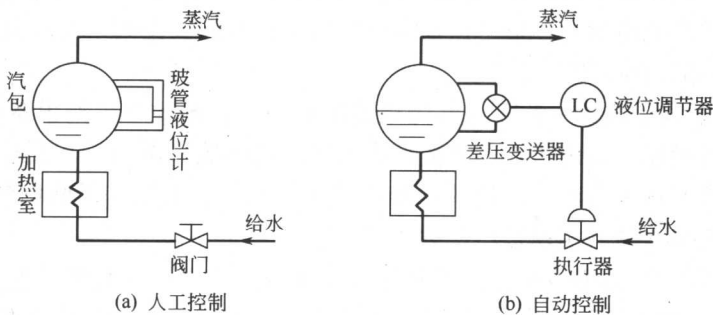 蒸汽
汽包
玻管液位计
加热室
给水
阀门
(a) 人工控制
蒸汽
LC
液位调节器
差压变送器
给水
执行器
(b) 自动控制